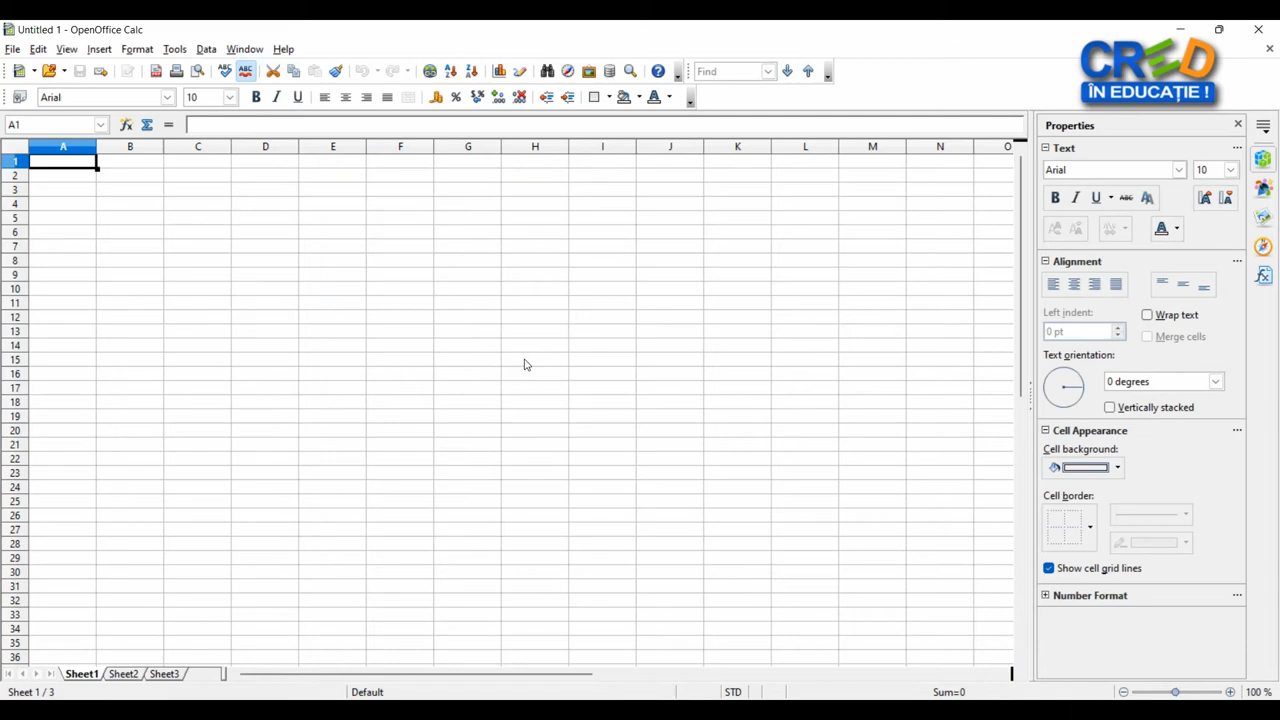 Untitled 1 - OpenOffice Calc
File Edit View Insert Format Tools Data Window Help
CRED
ÎN EDUCAȚIE !
Find
Arial 10
A1
A B C D E F G H I J K L M N O
1
2
3
4
5
6
7
8
9
10
11
12
13
14
15
16
17
18
19
20
21
22
23
24
25
26
27
28
29
30
31
32
33
34
35
36
Properties
Text
Arial 10
Alignment
Left indent:
Wrap text
0 pt
Merge cells
Text orientation:
0 degrees
Vertically stacked
Cell Appearance
Cell background:
Cell border:
Show cell grid lines
Number Format
Sheet1 Sheet2 Sheet3
Sheet 1 / 3 Default STD Sum=0 100 %